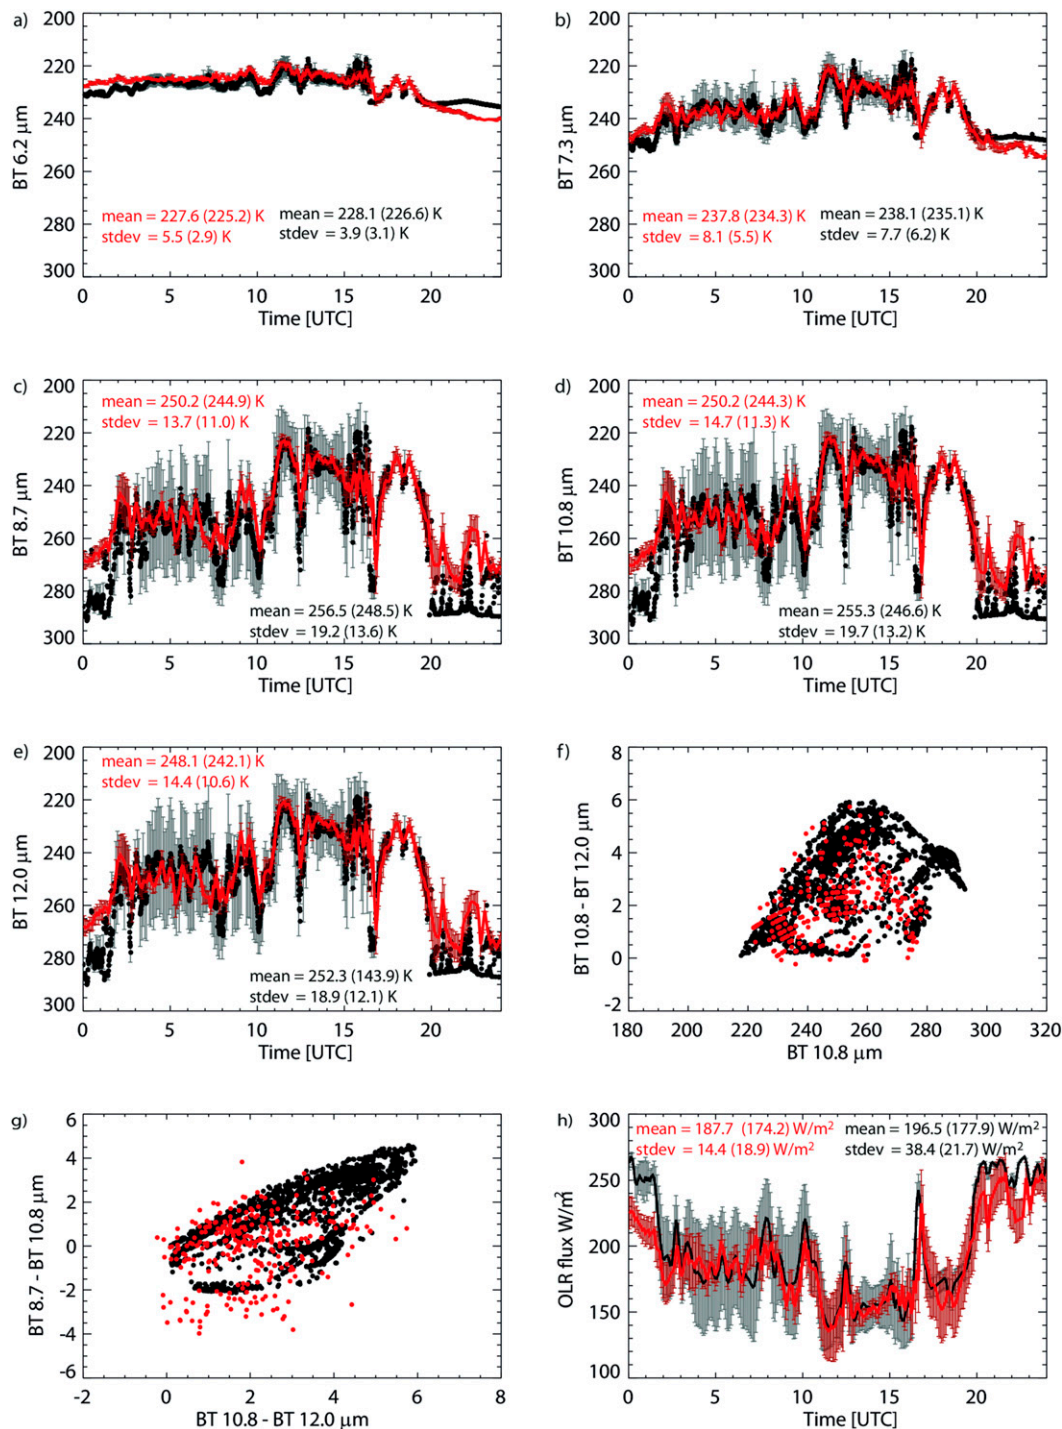 a)
200
220
240
260
280
300
BT 6.2 μm
mean = 227.6 (225.2) K
stdev = 5.5 (2.9) K
mean = 228.1 (226.6) K
stdev = 3.9 (3.1) K
0 5 10 15 20
Time [UTC]
b)
200
220
240
260
280
300
BT 7.3 μm
mean = 237.8 (234.3) K
stdev = 8.1 (5.5) K
mean = 238.1 (235.1) K
stdev = 7.7 (6.2) K
0 5 10 15 20
Time [UTC]
c)
200
220
240
260
280
300
BT 8.7 μm
mean = 250.2 (244.9) K
stdev = 13.7 (11.0) K
mean = 256.5 (248.5) K
stdev = 19.2 (13.6) K
0 5 10 15 20
Time [UTC]
d)
200
220
240
260
280
300
BT 10.8 μm
mean = 250.2 (244.3) K
stdev = 14.7 (11.3) K
mean = 255.3 (246.6) K
stdev = 19.7 (13.2) K
0 5 10 15 20
Time [UTC]
e)
200
220
240
260
280
300
BT 12.0 μm
mean = 248.1 (242.1) K
stdev = 14.4 (10.6) K
mean = 252.3 (143.9) K
stdev = 18.9 (12.1) K
0 5 10 15 20
Time [UTC]
f)
8
6
4
2
0
-2
BT 10.8 - BT 12.0 μm
180 200 220 240 260 280 300 320
BT 10.8 μm
g)
6
4
2
0
-2
-4
-6
BT 8.7 - BT 10.8 μm
-2 0 2 4 6 8
BT 10.8 - BT 12.0 μm
h)
300
250
200
150
100
OLR flux W/m²
mean = 187.7 (174.2) W/m²
stdev = 14.4 (18.9) W/m²
mean = 196.5 (177.9) W/m²
stdev = 38.4 (21.7) W/m²
0 5 10 15 20
Time [UTC]